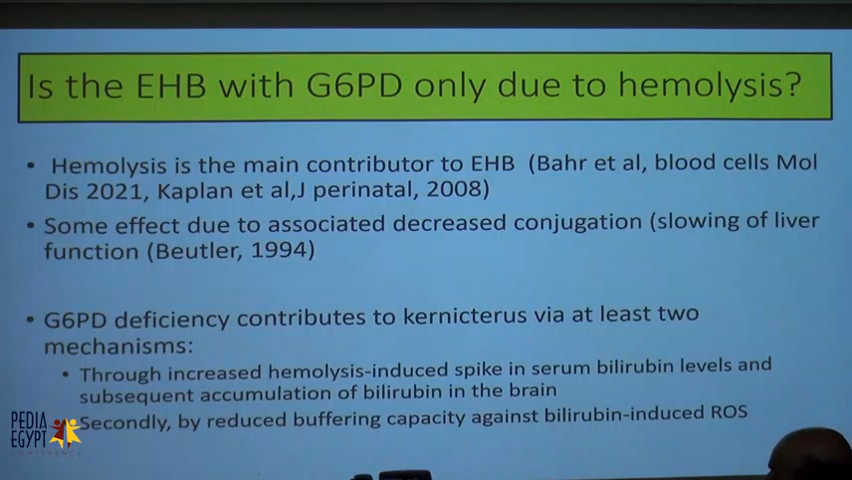 Is the EHB with G6PD only due to hemolysis?
• Hemolysis is the main contributor to EHB (Bahr et al, blood cells Mol
Dis 2021, Kaplan et al,J perinatal, 2008)
• Some effect due to associated decreased conjugation (slowing of liver
function (Beutler, 1994)
• G6PD deficiency contributes to kernicterus via at least two
mechanisms:
• Through increased hemolysis-induced spike in serum bilirubin levels and
subsequent accumulation of bilirubin in the brain
Secondly, by reduced buffering capacity against bilirubin-induced ROS
PEDIA
EGYPT
CONFERENCE